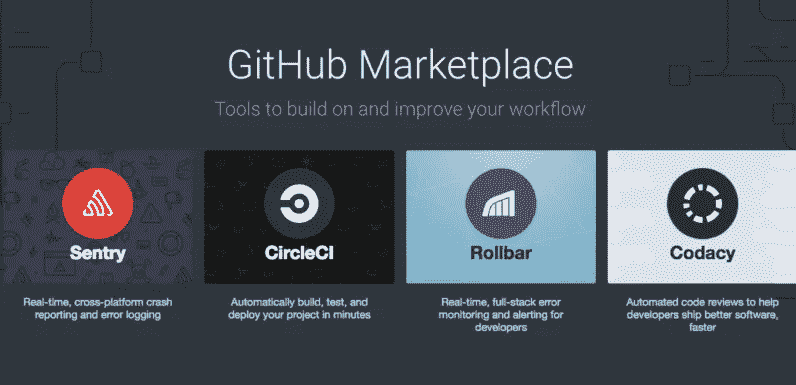 GitHub Marketplace
Tools to build on and improve your workflow
Sentry
CircleCI
Rollbar
Codacy
Real-time, cross-platform crash
reporting and error logging
Automatically build, test, and
deploy your project in minutes
Real-time, full-stack error
monitoring and alerting for
developers
Automated code reviews to help
developers ship better software,
faster